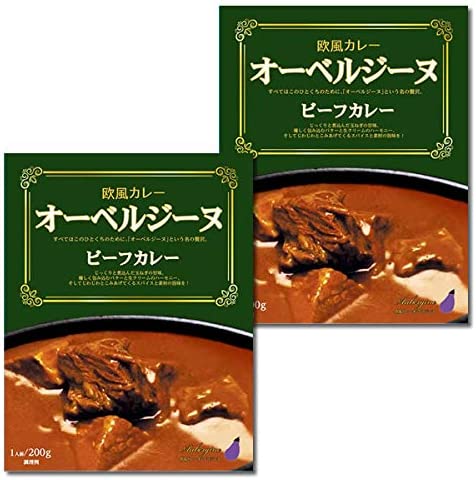 欧風カレー
オーベルジーヌ
すべてはこのひとくちのために、「オーベルジーヌ」という名の贅沢。
ビーフカレー
じっくりと煮込んだ玉ねぎの甘味、
優しく包み込むバターと生クリームのハーモニー、
そしてじわじわとこみあげてくるスパイスと素材の旨味を!
00g
Aubergine
欧風カレー
オーベルジーヌ
すべてはこのひとくちのために、「オーベルジーヌ」という名の贅沢。
ビーフカレー
じっくりと煮込んだ玉ねぎの甘味、
優しく包み込むバターと生クリームのハーモニー、
そしてじわじわとこみあげてくるスパイスと素材の旨味を!
1人前/200g
調理例
Aubergine